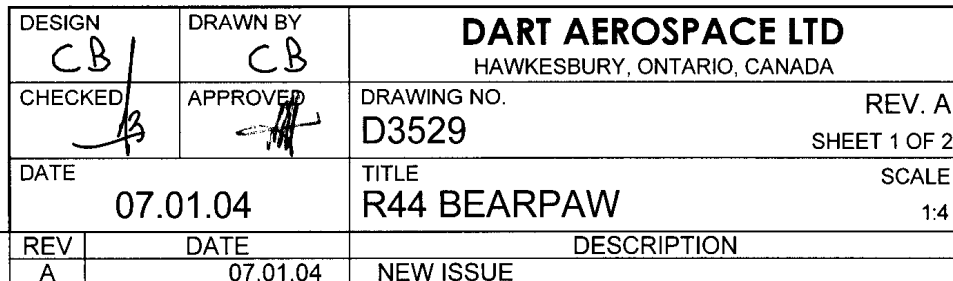 DESIGN
CB
DRAWN BY
CB
DART AEROSPACE LTD
HAWKESBURY, ONTARIO, CANADA
CHECKED
APPROVED
DRAWING NO.
D3529
REV. A
SHEET 1 OF 2
DATE
07.01.04
TITLE
R44 BEARPAW
SCALE
1:4
REV DATE DESCRIPTION
A 07.01.04 NEW ISSUE